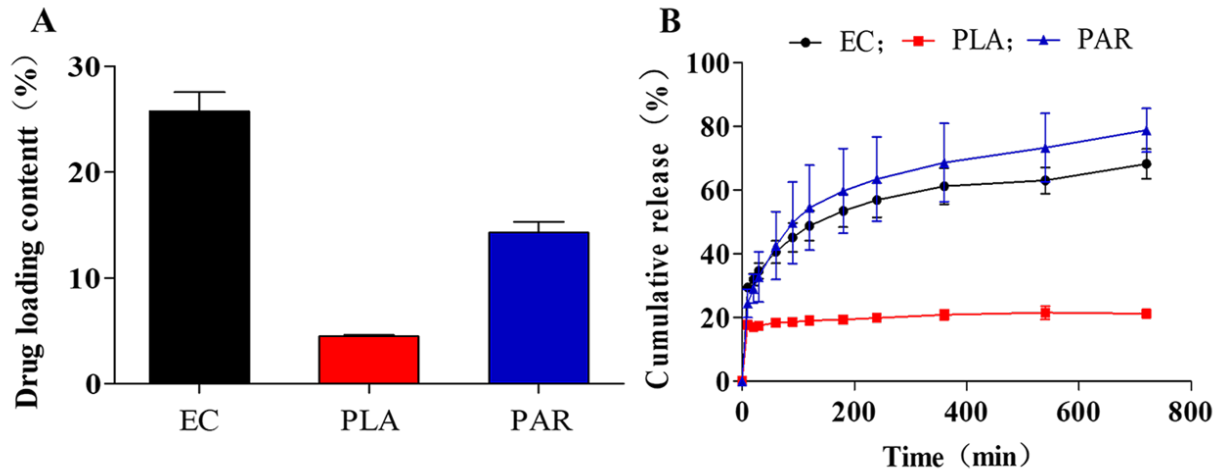 A
Drug loading contentt（%）
30
20
10
0
EC
PLA
PAR
B
EC; PLA; PAR
Cumulative release（%）
100
80
60
40
20
0
0
200
400
600
800
Time（min）